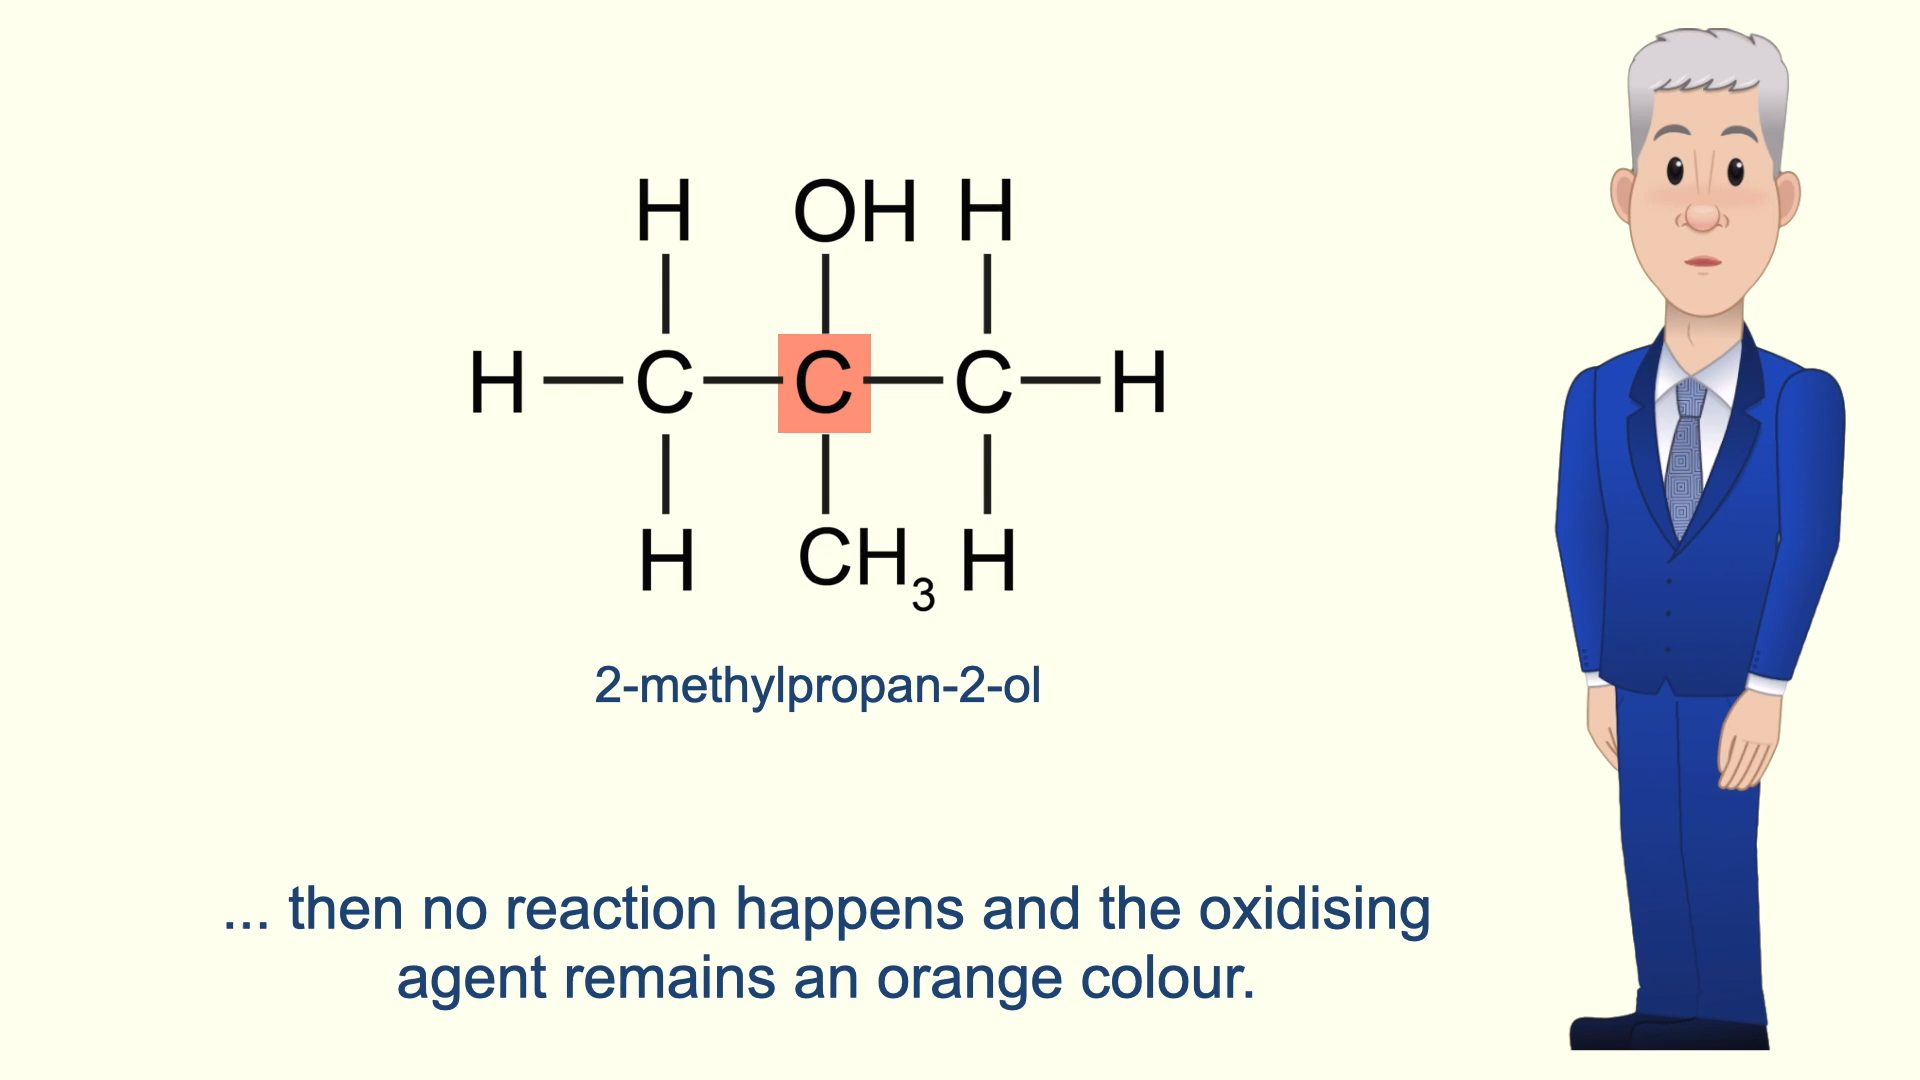 H OH H
H C C C H
H CH3 H
2-methylpropan-2-ol
... then no reaction happens and the oxidising
agent remains an orange colour.